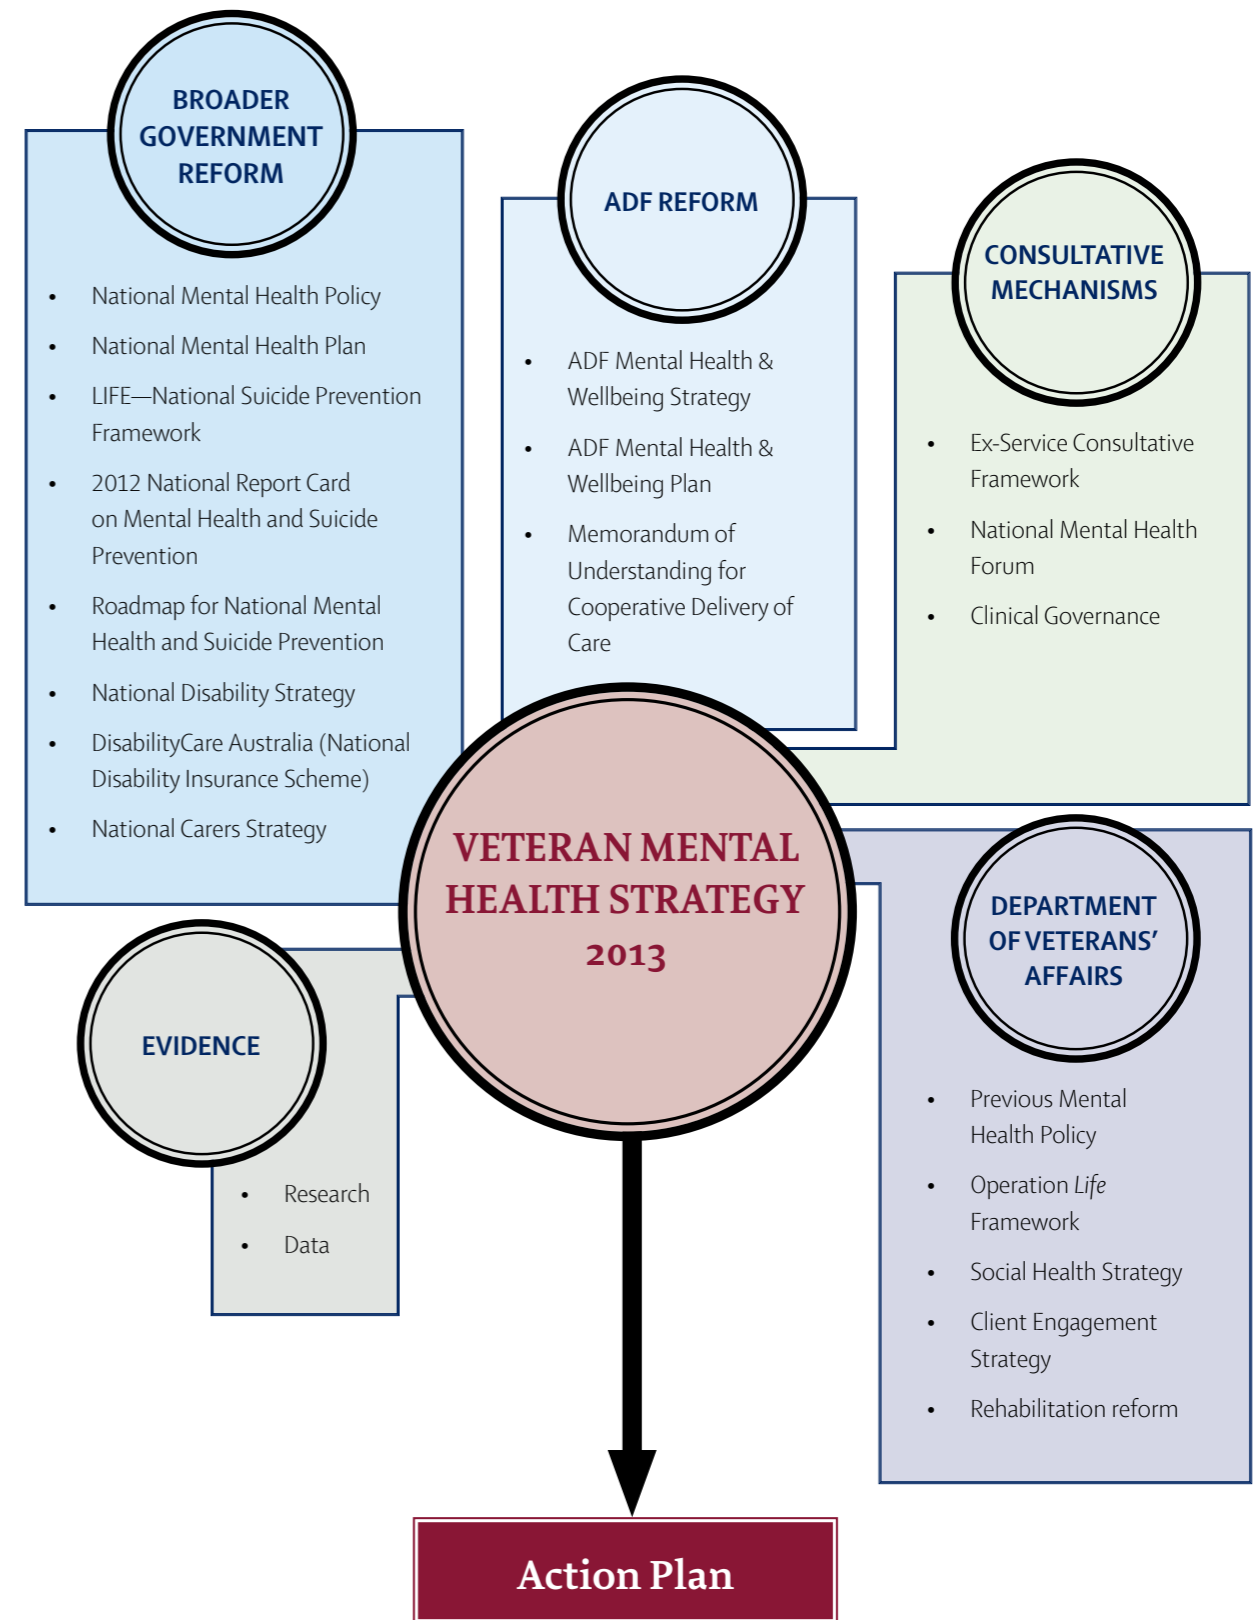 BROADER
GOVERNMENT
REFORM
• National Mental Health Policy
• National Mental Health Plan
• LIFE—National Suicide Prevention
Framework
• 2012 National Report Card
on Mental Health and Suicide
Prevention
• Roadmap for National Mental
Health and Suicide Prevention
• National Disability Strategy
• DisabilityCare Australia (National
Disability Insurance Scheme)
• National Carers Strategy
ADF REFORM
• ADF Mental Health &
Wellbeing Strategy
• ADF Mental Health &
Wellbeing Plan
• Memorandum of
Understanding for
Cooperative Delivery of
Care
CONSULTATIVE
MECHANISMS
• Ex-Service Consultative
Framework
• National Mental Health
Forum
• Clinical Governance
VETERAN MENTAL
HEALTH STRATEGY
2013
DEPARTMENT
OF VETERANS’
AFFAIRS
• Previous Mental
Health Policy
• Operation Life
Framework
• Social Health Strategy
• Client Engagement
Strategy
• Rehabilitation reform
EVIDENCE
• Research
• Data
Action Plan